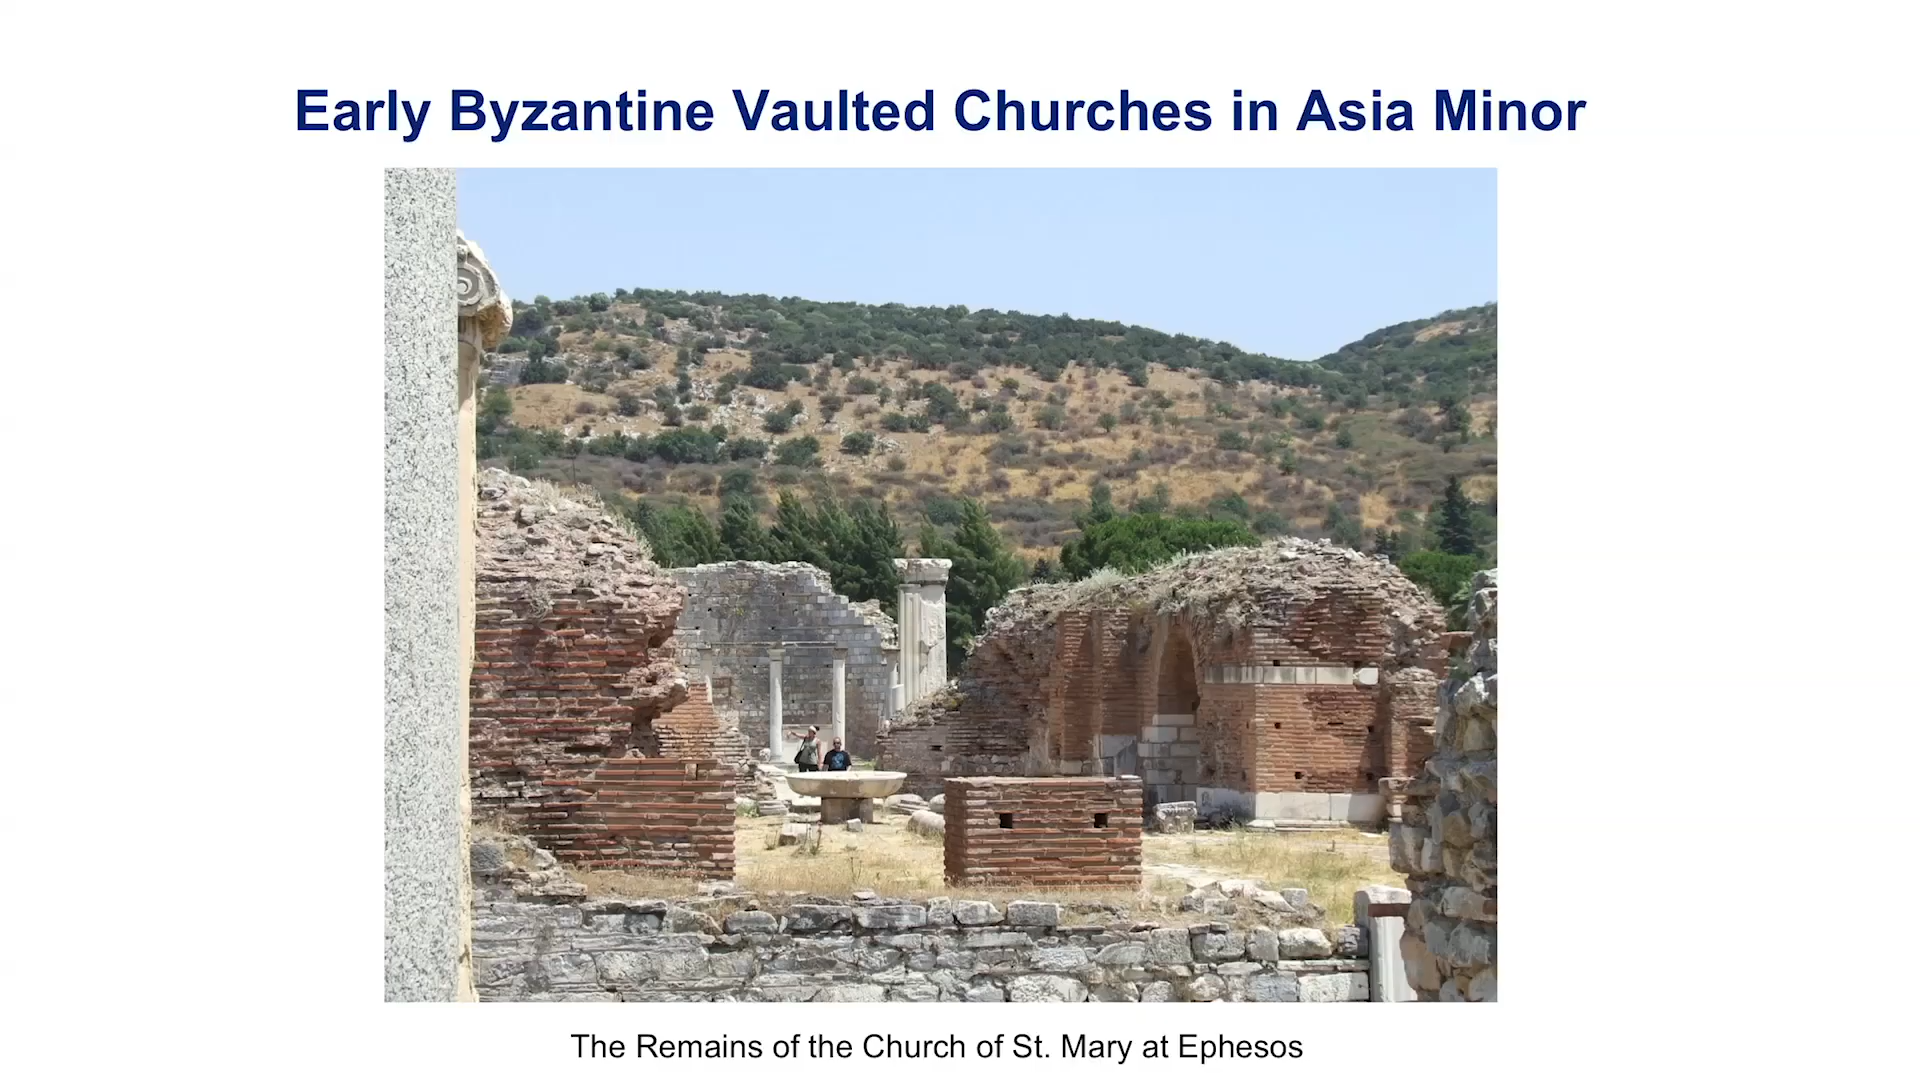 Early Byzantine Vaulted Churches in Asia Minor
The Remains of the Church of St. Mary at Ephesos